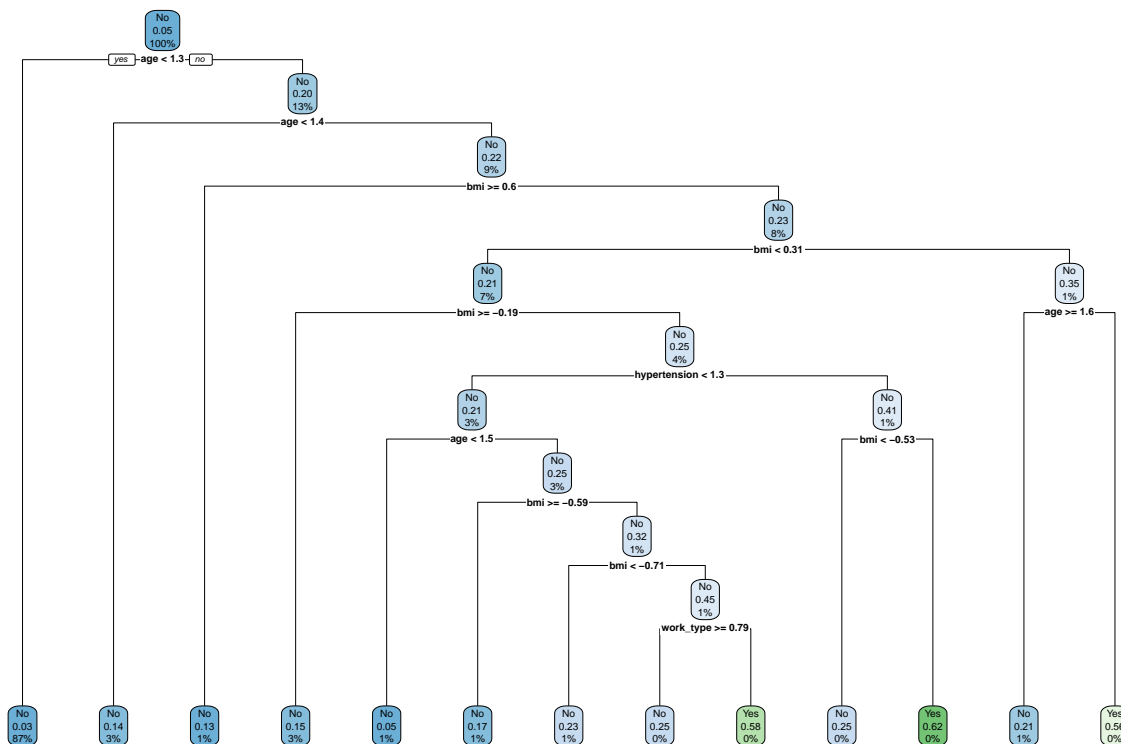 No
0.05
100%
yes age < 1.3 no
No
0.20
13%
age < 1.4
No
0.22
9%
bmi >= 0.6
No
0.23
8%
bmi < 0.31
No
0.21
7%
bmi >= −0.19
No
0.35
1%
age >= 1.6
No
0.25
4%
hypertension < 1.3
No
0.21
3%
age < 1.5
No
0.41
1%
bmi < −0.53
No
0.25
3%
bmi >= −0.59
No
0.32
1%
bmi < −0.71
No
0.45
1%
work_type >= 0.79
No
0.03
87%
No
0.14
3%
No
0.13
1%
No
0.15
3%
No
0.05
1%
No
0.17
1%
No
0.23
1%
No
0.25
0%
Yes
0.58
0%
No
0.25
0%
Yes
0.62
0%
No
0.21
1%
Yes
0.56
0%